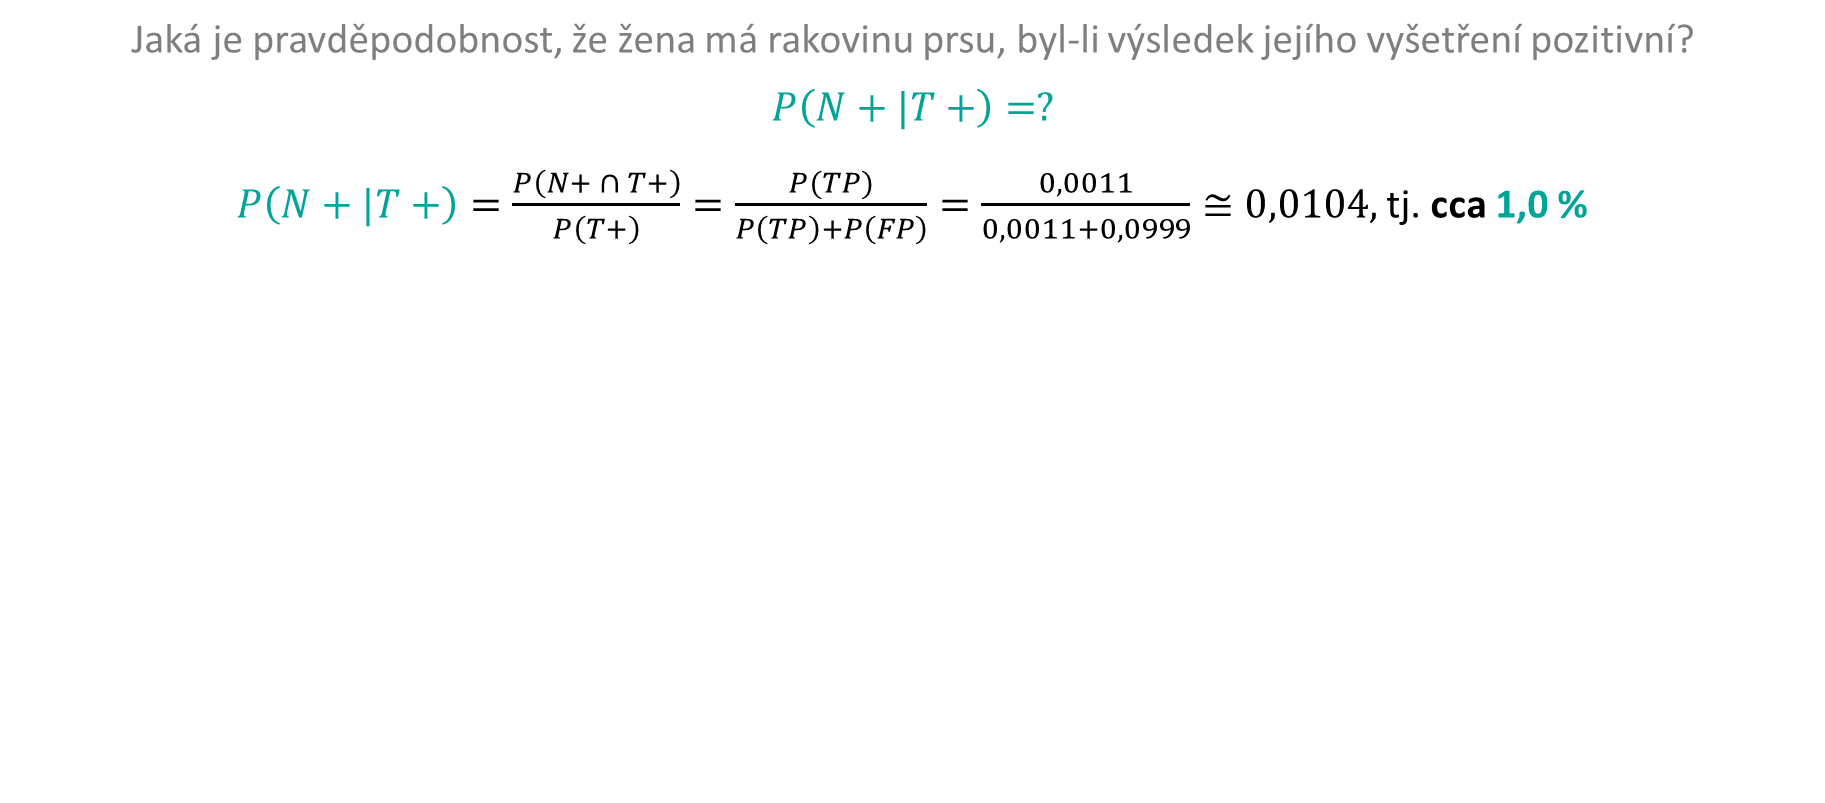 Jaká je pravděpodobnost, že žena má rakovinu prsu, byl-li výsledek jejího vyšetření pozitivní?
P(N + |T +) =?
P(N + |T +) = P(N+ ∩ T+) / P(T+) = P(TP) / P(TP)+P(FP) = 0,0011 / 0,0011+0,0999 ≅ 0,0104, tj. cca 1,0 %